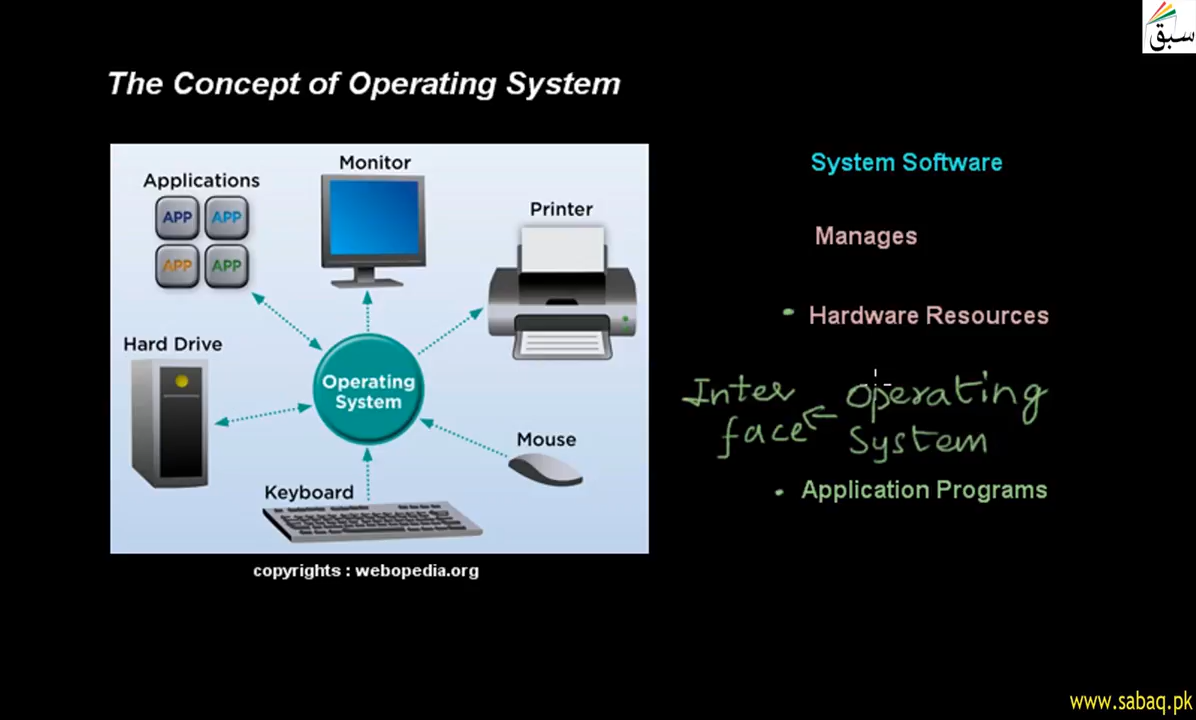 سبق
The Concept of Operating System
Monitor
Applications
APP APP
APP APP
Printer
Hard Drive
Operating
System
Mouse
Keyboard
copyrights : webopedia.org
System Software
Manages
• Hardware Resources
Inter
face ← Operating
System
• Application Programs
www.sabaq.pk